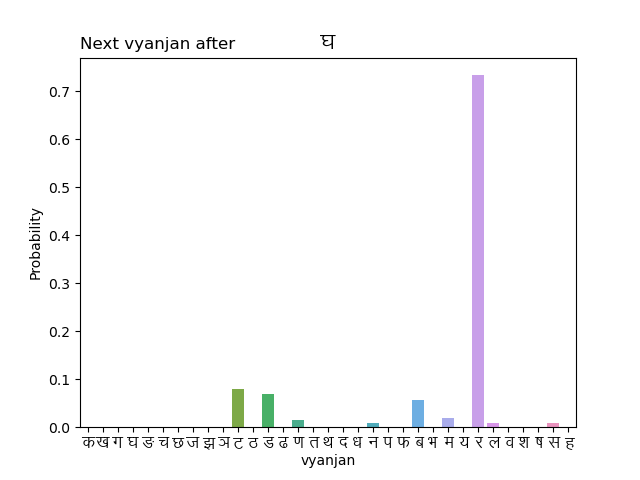 Next vyanjan after घ
Probability
0.7
0.6
0.5
0.4
0.3
0.2
0.1
0.0
क ख ग घ ङ च छ ज झ ञ ट ठ ड ढ ण त थ द ध न प फ ब भ म य र ल व श ष स ह
vyanjan